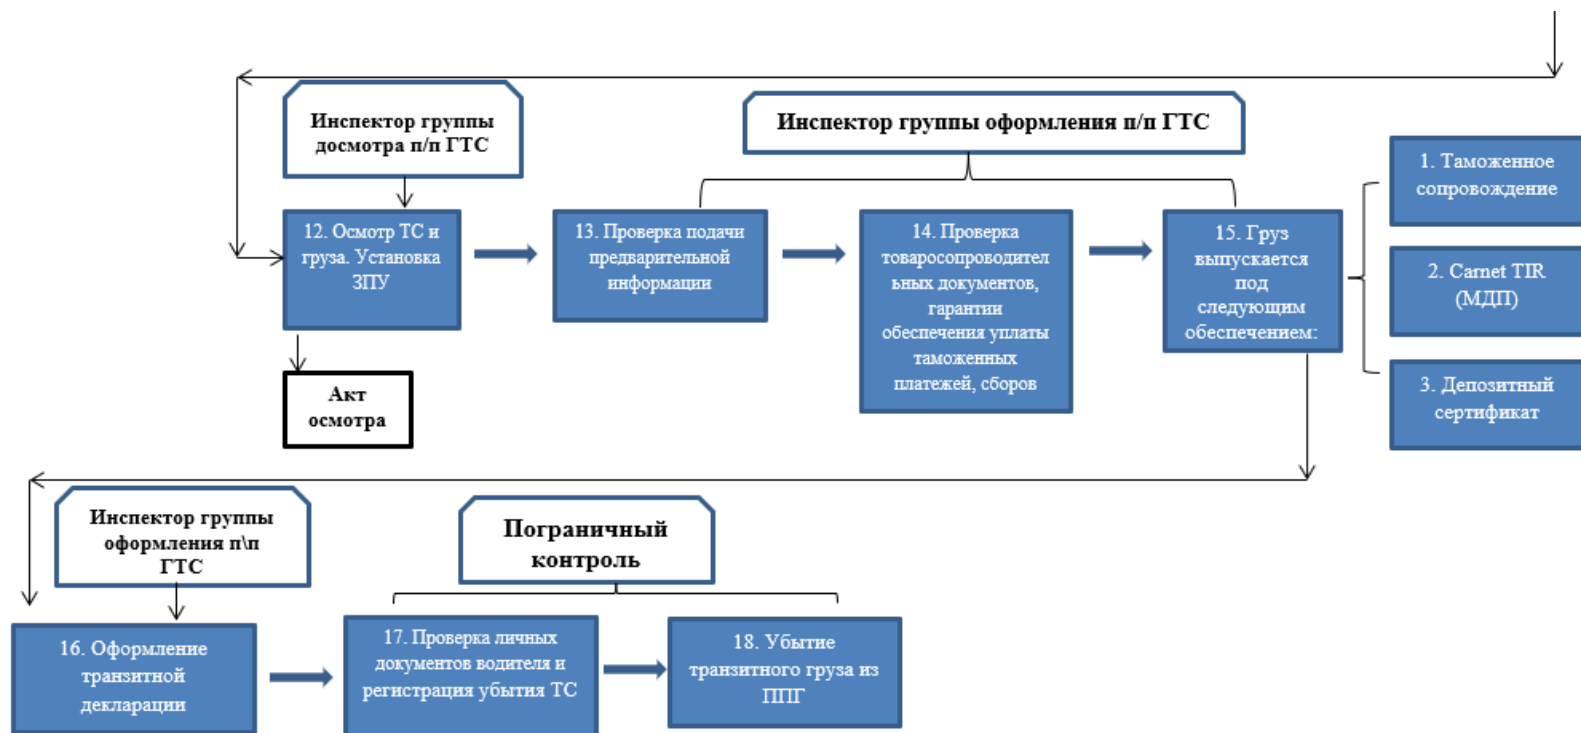 Инспектор группы
досмотра п/п ГТС
Инспектор группы оформления п/п ГТС
12. Осмотр ТС и
груза. Установка
ЗПУ
13. Проверка подачи
предварительной
информации
14. Проверка
товаросопроводител
ьных документов,
гарантии
обеспечения уплаты
таможенных
платежей, сборов
15. Груз
выпускается
под
следующим
обеспечением:
1. Таможенное
сопровождение
2. Carnet TIR
(МДП)
3. Депозитный
сертификат
Акт
осмотра
Инспектор группы
оформления п\п
ГТС
Пограничный
контроль
16. Оформление
транзитной
декларации
17. Проверка личных
документов водителя и
регистрация убытия ТС
18. Убытие
транзитного груза из
ППГ